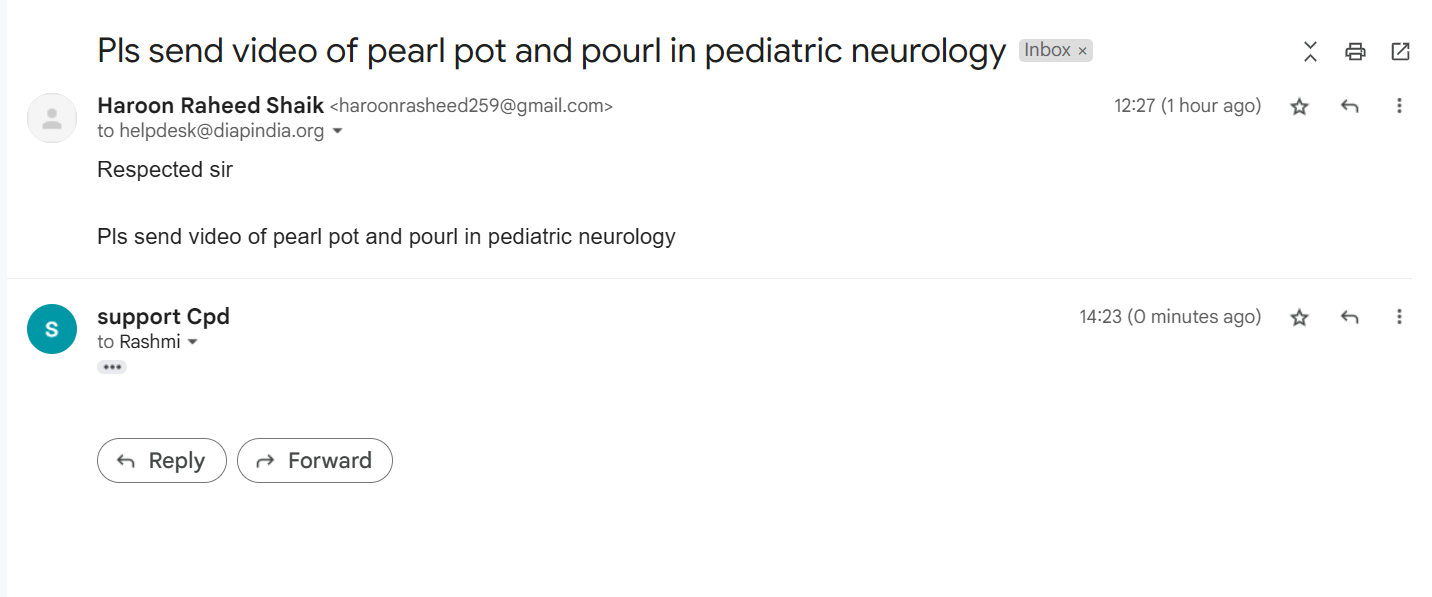 Pls send video of pearl pot and pourl in pediatric neurology Inbox ×
Haroon Raheed Shaik <haroonrasheed259@gmail.com> 12:27 (1 hour ago)
to helpdesk@diapindia.org
Respected sir
Pls send video of pearl pot and pourl in pediatric neurology
S
support Cpd 14:23 (0 minutes ago)
to Rashmi
Reply Forward